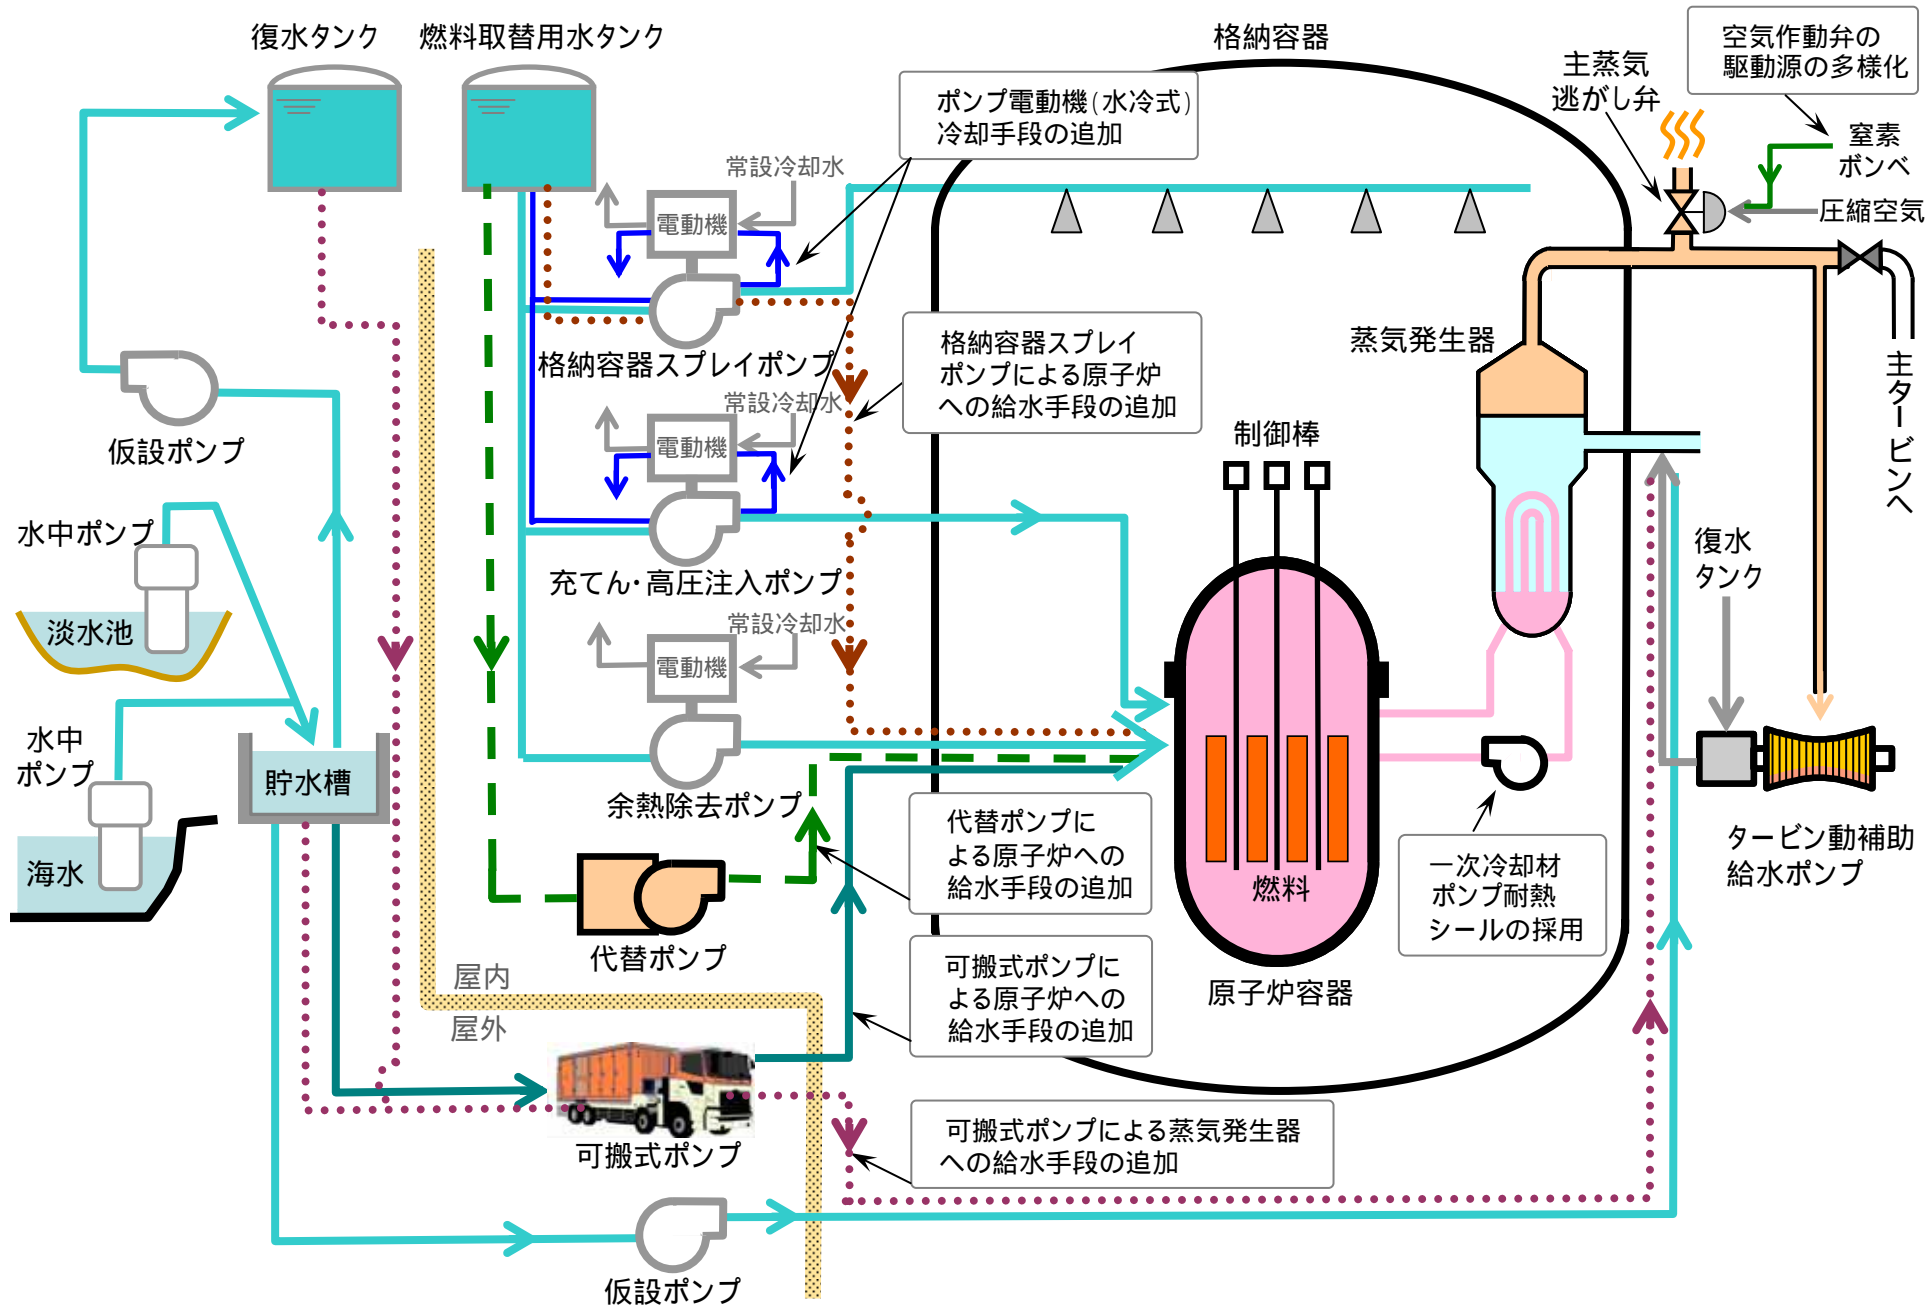 復水タンク
燃料取替用水タンク
格納容器
主蒸気
逃がし弁
空気作動弁の
駆動源の多様化
窒素
ボンベ
圧縮空気
ポンプ電動機(水冷式)
冷却手段の追加
常設冷却水
電動機
格納容器スプレイポンプ
格納容器スプレイ
ポンプによる原子炉
への給水手段の追加
蒸気発生器
主タービンへ
仮設ポンプ
常設冷却水
電動機
制御棒
水中ポンプ
淡水池
充てん・高圧注入ポンプ
復水
タンク
常設冷却水
電動機
水中
ポンプ
貯水槽
海水
余熱除去ポンプ
代替ポンプに
よる原子炉への
給水手段の追加
燃料
一次冷却材
ポンプ耐熱
シールの採用
タービン動補助
給水ポンプ
代替ポンプ
原子炉容器
屋内
屋外
可搬式ポンプに
よる原子炉への
給水手段の追加
可搬式ポンプ
可搬式ポンプによる蒸気発生器
への給水手段の追加
仮設ポンプ